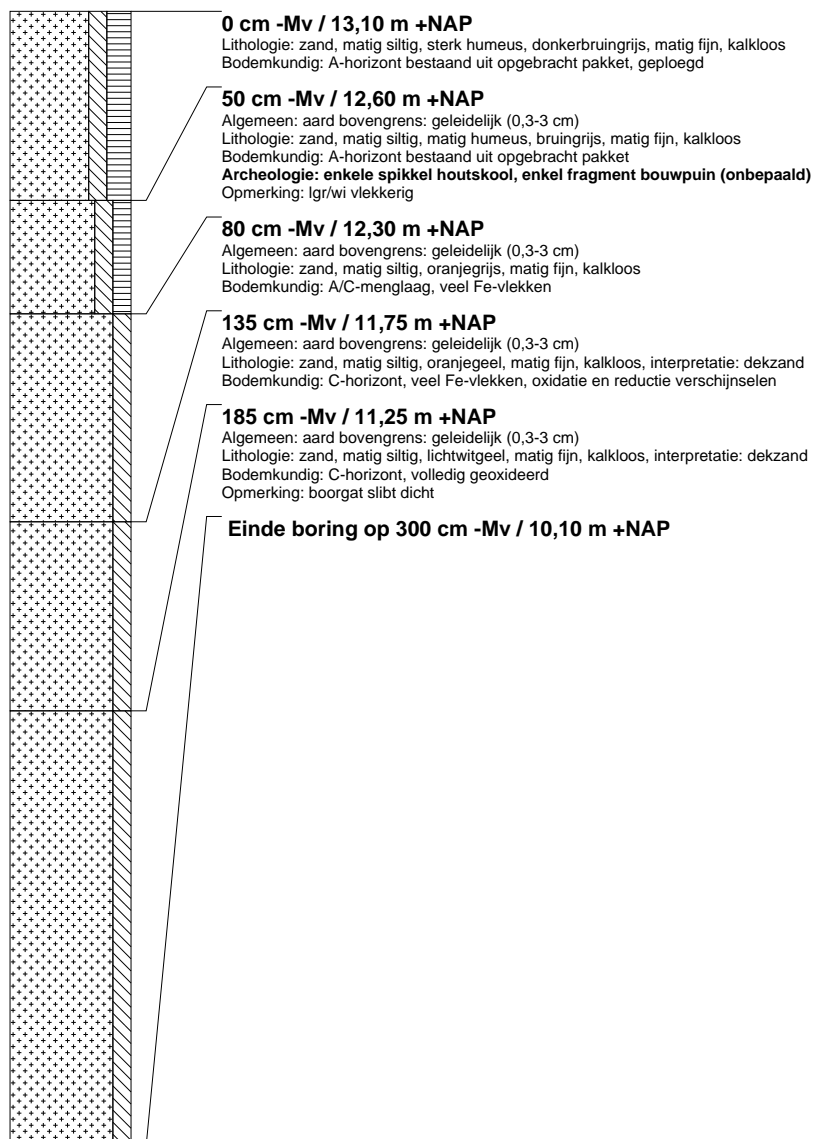 0 cm -Mv / 13,10 m +NAP
Lithologie: zand, matig siltig, sterk humeus, donkerbruingrijs, matig fijn, kalkloos
Bodemkundig: A-horizont bestaand uit opgebracht pakket, geploegd
50 cm -Mv / 12,60 m +NAP
Algemeen: aard bovengrens: geleidelijk (0,3-3 cm)
Lithologie: zand, matig siltig, matig humeus, bruingrijs, matig fijn, kalkloos
Bodemkundig: A-horizont bestaand uit opgebracht pakket
Archeologie: enkele spikkel houtskool, enkel fragment bouwpuin (onbepaald)
Opmerking: lgr/wi vlekkerig
80 cm -Mv / 12,30 m +NAP
Algemeen: aard bovengrens: geleidelijk (0,3-3 cm)
Lithologie: zand, matig siltig, oranjegrijs, matig fijn, kalkloos
Bodemkundig: A/C-menglaag, veel Fe-vlekken
135 cm -Mv / 11,75 m +NAP
Algemeen: aard bovengrens: geleidelijk (0,3-3 cm)
Lithologie: zand, matig siltig, oranjegeel, matig fijn, kalkloos, interpretatie: dekzand
Bodemkundig: C-horizont, veel Fe-vlekken, oxidatie en reductie verschijnselen
185 cm -Mv / 11,25 m +NAP
Algemeen: aard bovengrens: geleidelijk (0,3-3 cm)
Lithologie: zand, matig siltig, lichtwitgeel, matig fijn, kalkloos, interpretatie: dekzand
Bodemkundig: C-horizont, volledig geoxideerd
Opmerking: boorgat slibt dicht
Einde boring op 300 cm -Mv / 10,10 m +NAP